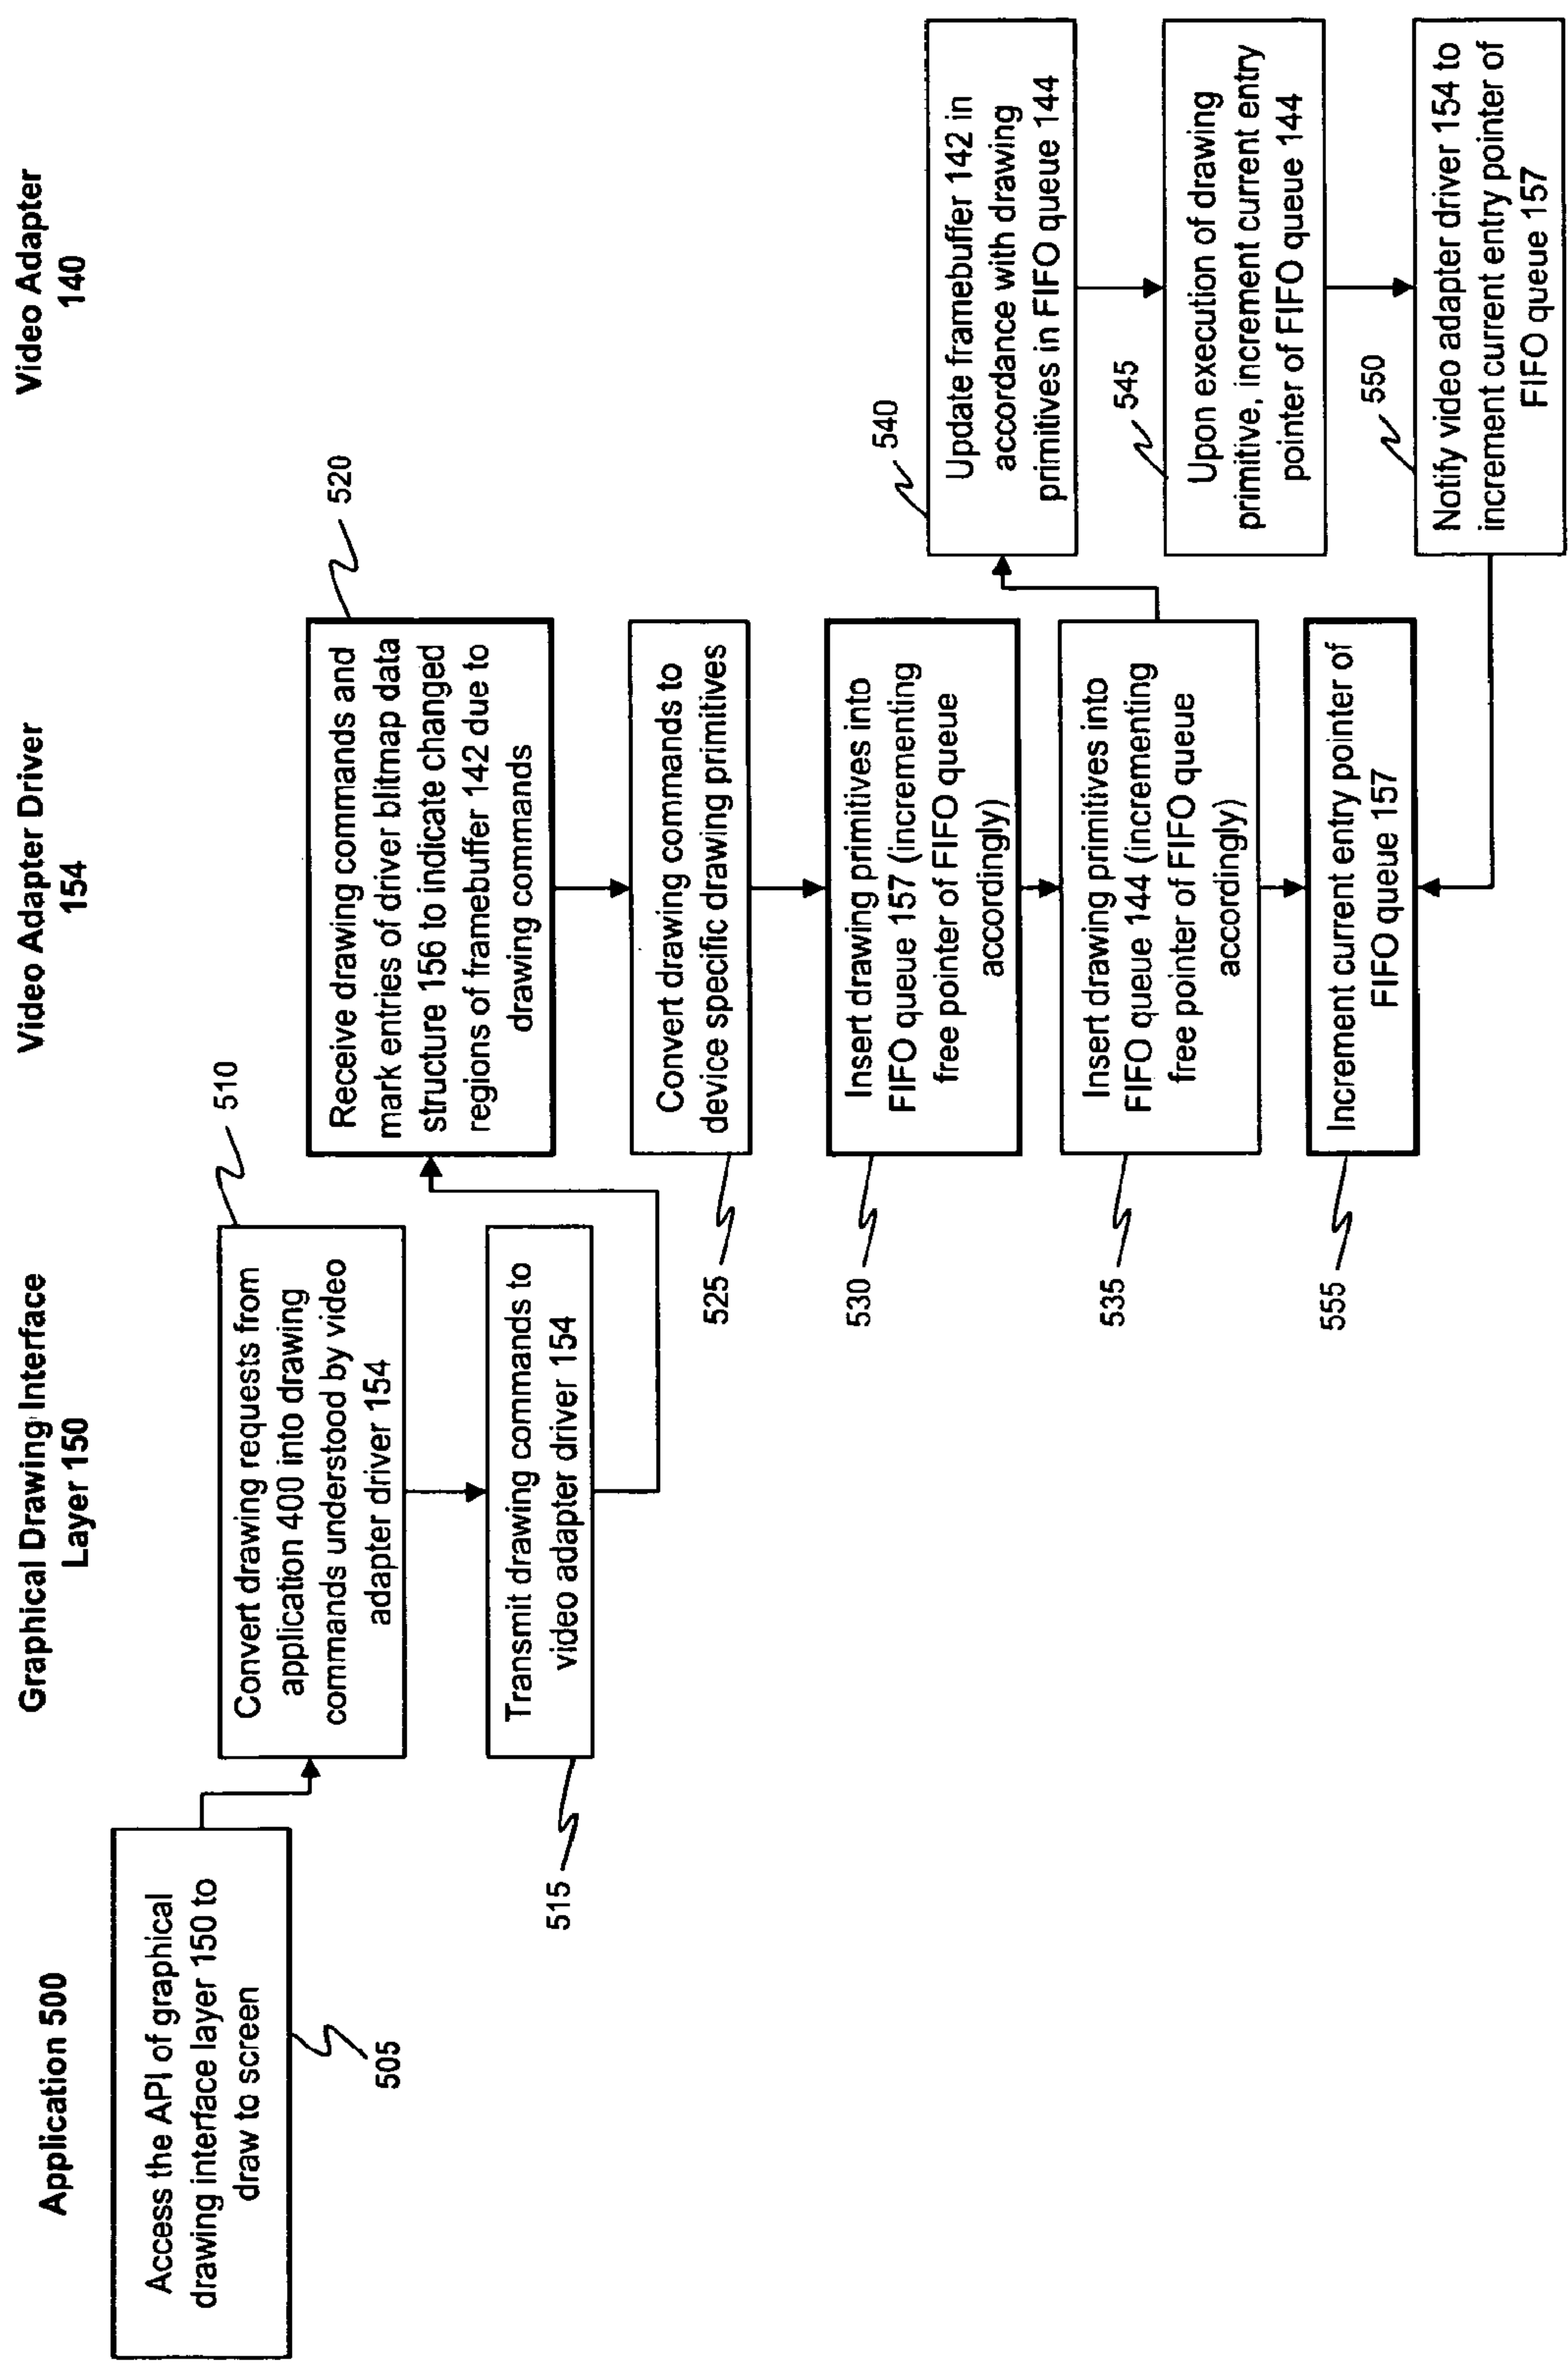 Application 500
Graphical Drawing Interface
Layer 150
Video Adapter Driver
154
Video Adapter
140
Access the API of graphical
drawing interface layer 150 to
draw to screen
505
510
Convert drawing requests from
application 400 into drawing
commands understood by video
adapter driver 154
Transmit drawing commands to
video adapter driver 154
515
520
Receive drawing commands and
mark entries of driver blitmap data
structure 156 to indicate changed
regions of framebuffer 142 due to
drawing commands
Convert drawing commands to
device specific drawing primitives
525
Insert drawing primitives into
FIFO queue 157 (incrementing
free pointer of FIFO queue
accordingly)
530
Insert drawing primitives into
FIFO queue 144 (incrementing
free pointer of FIFO queue
accordingly)
535
540
Update framebuffer 142 in
accordance with drawing
primitives in FIFO queue 144
545
Upon execution of drawing
primitive, increment current entry
pointer of FIFO queue 144
550
Notify video adapter driver 154 to
increment current entry pointer of
FIFO queue 157
Increment current entry pointer of
FIFO queue 157
555